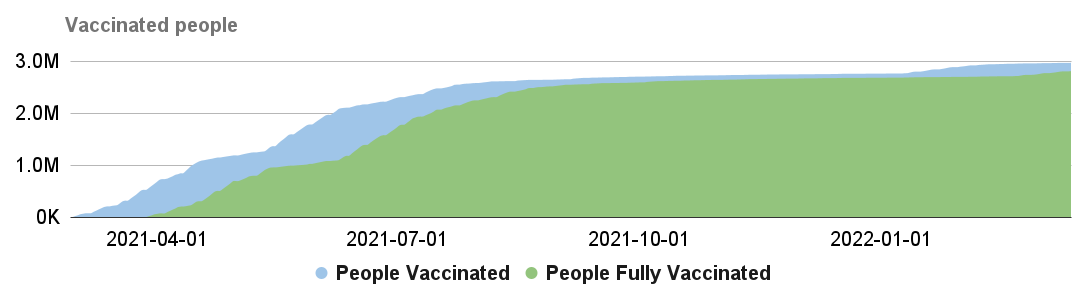 Vaccinated people
3.0M
2.0M
1.0M
0K
2021-04-01 2021-07-01 2021-10-01 2022-01-01
People Vaccinated People Fully Vaccinated